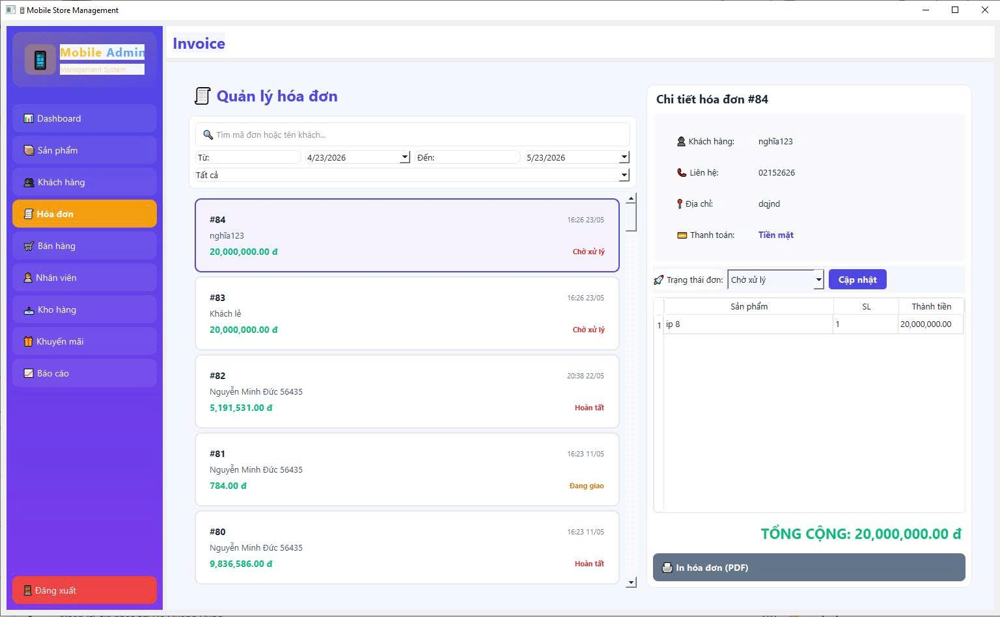 Mobile Store Management
Mobile Admin
Management System
Dashboard
Sản phẩm
Khách hàng
Hóa đơn
Bán hàng
Nhân viên
Kho hàng
Khuyến mãi
Báo cáo
Đăng xuất
Invoice
Quản lý hóa đơn
Tìm mã đơn hoặc tên khách...
Từ: 4/23/2026 Đến: 5/23/2026
Tất cả
#84 16:26 23/05
nghĩa123
20,000,000.00 đ Chờ xử lý
#83 16:26 23/05
Khách lẻ
20,000,000.00 đ Chờ xử lý
#82 20:38 22/05
Nguyễn Minh Đức 56435
5,191,531.00 đ Hoàn tất
#81 16:23 11/05
Nguyễn Minh Đức 56435
784.00 đ Đang giao
#80 16:23 11/05
Nguyễn Minh Đức 56435
9,836,586.00 đ Hoàn tất
Chi tiết hóa đơn #84
Khách hàng: nghĩa123
Liên hệ: 02152626
Địa chỉ: dqjnd
Thanh toán: Tiền mặt
Trạng thái đơn: Chờ xử lý Cập nhật
Sản phẩm SL Thành tiền
1 ip 8 1 20,000,000.00
TỔNG CỘNG: 20,000,000.00 đ
In hóa đơn (PDF)